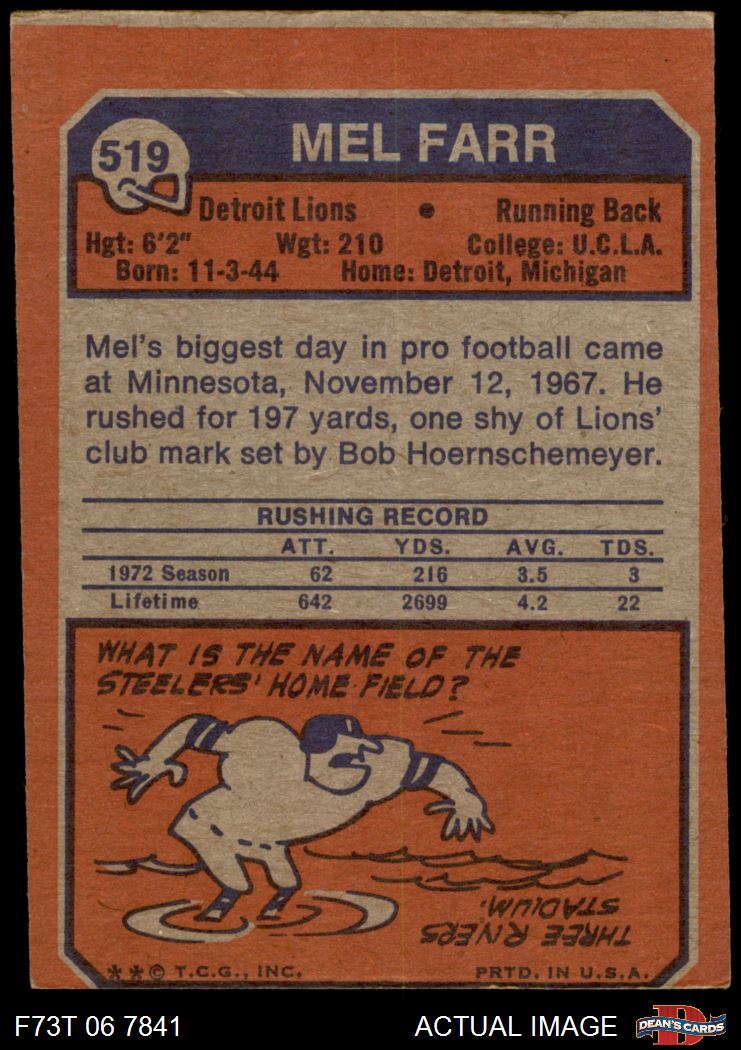 519
MEL FARR
Detroit Lions • Running Back
Hgt: 6'2" Wgt: 210 College: U.C.L.A.
Born: 11-3-44 Home: Detroit, Michigan
Mel's biggest day in pro football came
at Minnesota, November 12, 1967. He
rushed for 197 yards, one shy of Lions'
club mark set by Bob Hoernschemeyer.
RUSHING RECORD
ATT. YDS. AVG. TDS.
1972 Season 62 216 3.5 3
Lifetime 642 2699 4.2 22
WHAT IS THE NAME OF THE
STEELERS' HOME FIELD?
THREE RIVERS
STADIUM.
**© T.C.G., INC. PRTD. IN U.S.A.
F73T 06 7841 ACTUAL IMAGE D DEAN'S CARDS